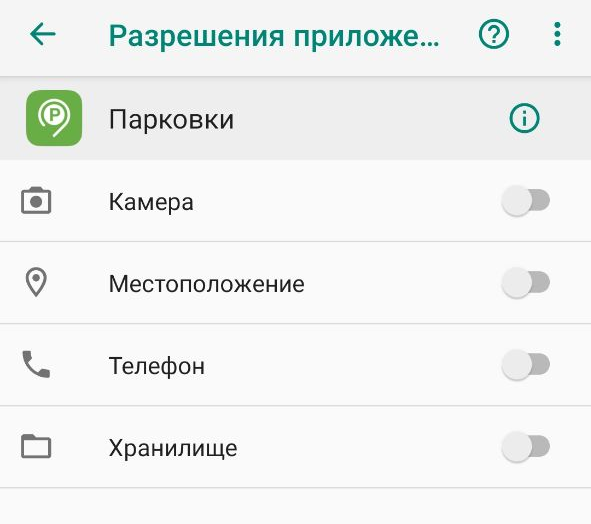 Разрешения приложе...
P
Парковки
Камера
Местоположение
Телефон
Хранилище